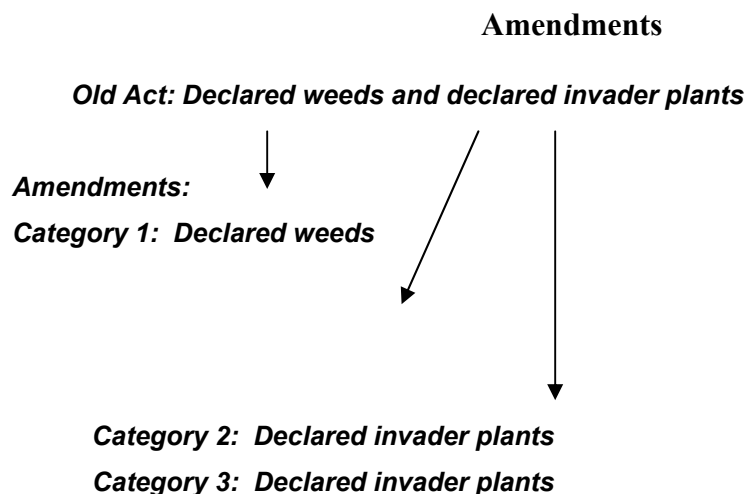 Amendments
Old Act: Declared weeds and declared invader plants
Amendments:
Category 1: Declared weeds
Category 2: Declared invader plants
Category 3: Declared invader plants